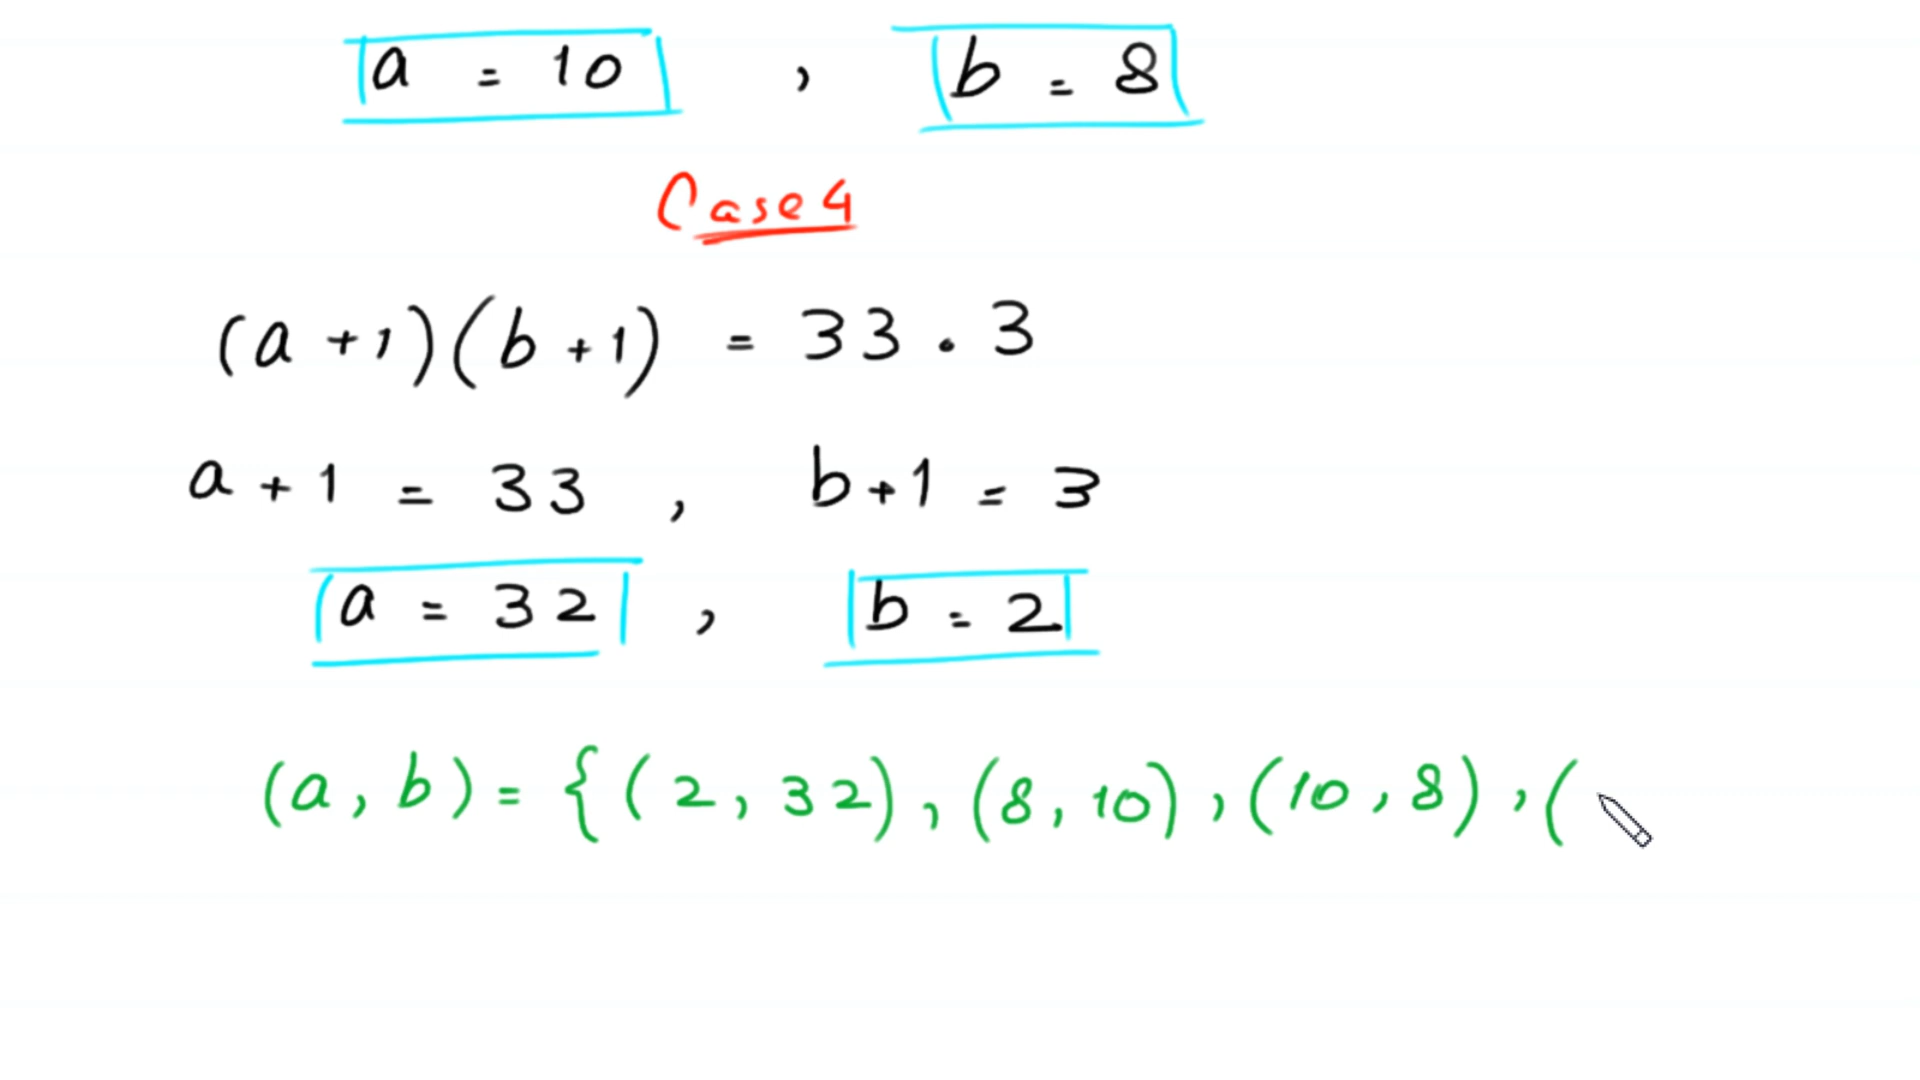 a = 10 , b = 8
Case 4
(a + 1)(b + 1) = 33 . 3
a + 1 = 33 , b + 1 = 3
a = 32 , b = 2
(a, b) = { (2, 32), (8, 10), (10, 8), (